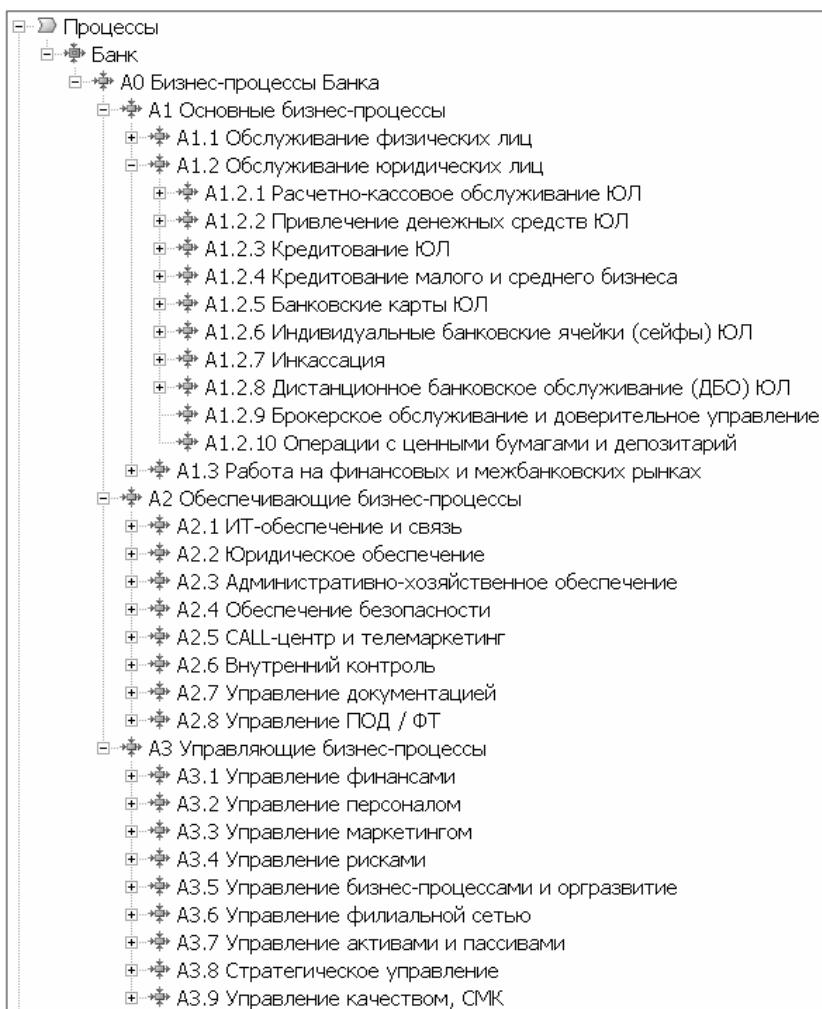 Процессы
Банк
А0 Бизнес-процессы Банка
А1 Основные бизнес-процессы
А1.1 Обслуживание физических лиц
А1.2 Обслуживание юридических лиц
А1.2.1 Расчетно-кассовое обслуживание ЮЛ
А1.2.2 Привлечение денежных средств ЮЛ
А1.2.3 Кредитование ЮЛ
А1.2.4 Кредитование малого и среднего бизнеса
А1.2.5 Банковские карты ЮЛ
А1.2.6 Индивидуальные банковские ячейки (сейфы) ЮЛ
А1.2.7 Инкассация
А1.2.8 Дистанционное банковское обслуживание (ДБО) ЮЛ
А1.2.9 Брокерское обслуживание и доверительное управление
А1.2.10 Операции с ценными бумагами и депозитарий
А1.3 Работа на финансовых и межбанковских рынках
А2 Обеспечивающие бизнес-процессы
А2.1 ИТ-обеспечение и связь
А2.2 Юридическое обеспечение
А2.3 Административно-хозяйственное обеспечение
А2.4 Обеспечение безопасности
А2.5 CALL-центр и телемаркетинг
А2.6 Внутренний контроль
А2.7 Управление документацией
А2.8 Управление ПОД / ФТ
А3 Управляющие бизнес-процессы
А3.1 Управление финансами
А3.2 Управление персоналом
А3.3 Управление маркетингом
А3.4 Управление рисками
А3.5 Управление бизнес-процессами и оргразвитие
А3.6 Управление филиальной сетью
А3.7 Управление активами и пассивами
А3.8 Стратегическое управление
А3.9 Управление качеством, СМК